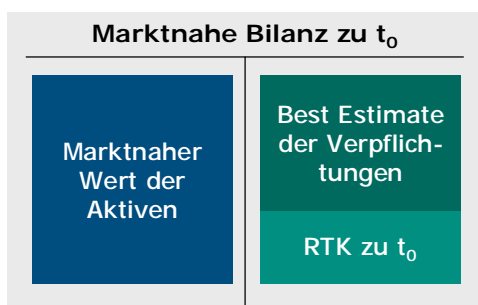 Marktnahe Bilanz zu t₀
Marktnaher
Wert der
Aktiven
Best Estimate
der Verpflich-
tungen
RTK zu t₀